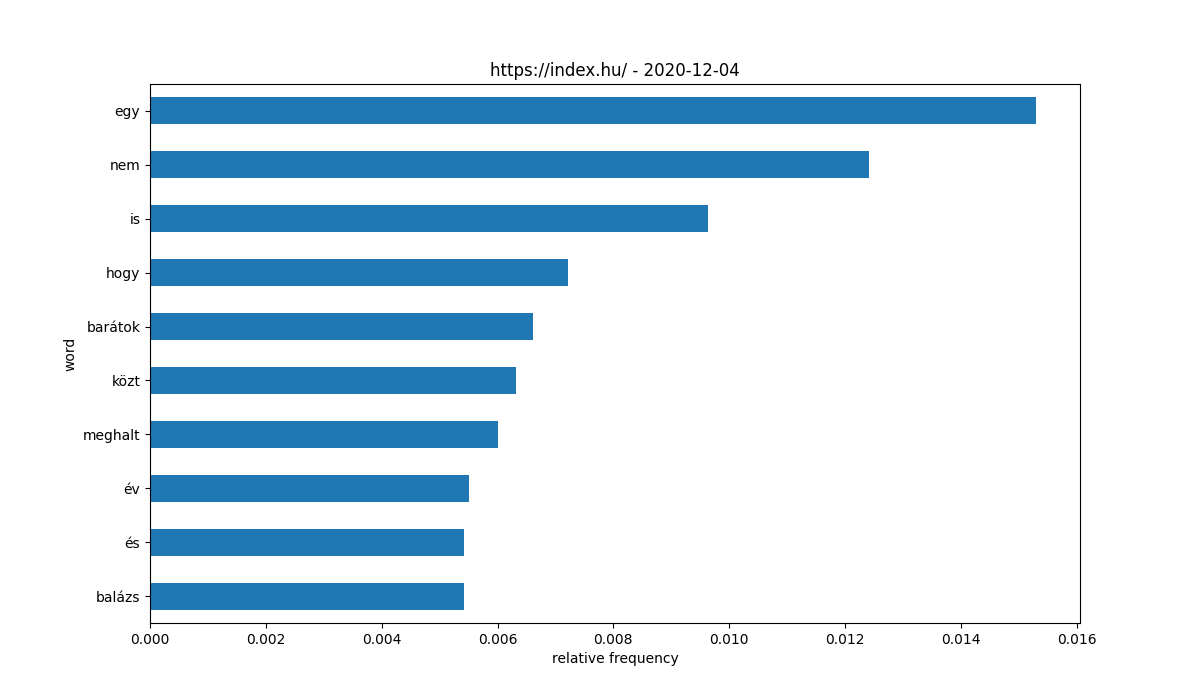 https://index.hu/ - 2020-12-04
egy
nem
is
hogy
barátok
közt
meghalt
év
és
balázs
word
0.000 0.002 0.004 0.006 0.008 0.010 0.012 0.014 0.016
relative frequency